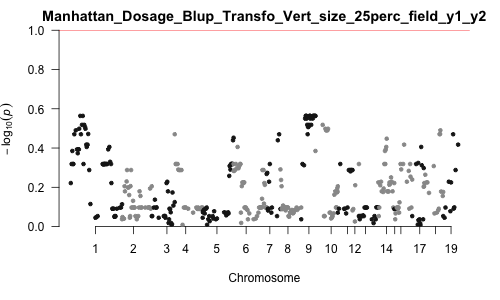 Manhattan_Dosage_Blup_Transfo_Vert_size_25perc_field_y1_y2
1.0
0.8
0.6
0.4
0.2
0.0
− log10(p)
1 2 3 4 5 6 7 8 9 10 12 14 17 19
Chromosome